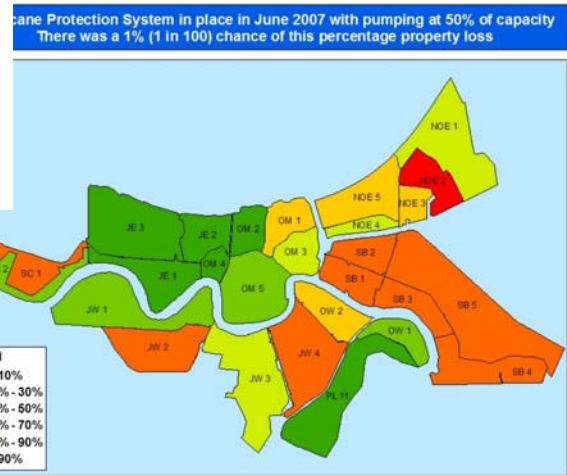 cane Protection System in place in June 2007 with pumping at 50% of capacity
There was a 1% (1 in 100) chance of this percentage property loss
NOE 1
NOE 2
NOE 5
NOE 3
NOE 4
JE 3
JE 2
OM 2
OM 1
OM 3
OM 4
JE 1
OM 5
SB 2
SB 1
SB 3
SB 5
SB 4
2
SC 1
JW 1
JW 2
JW 3
JW 4
OW 2
OW 1
PL 11
10%
% - 30%
% - 50%
% - 70%
% - 90%
90%